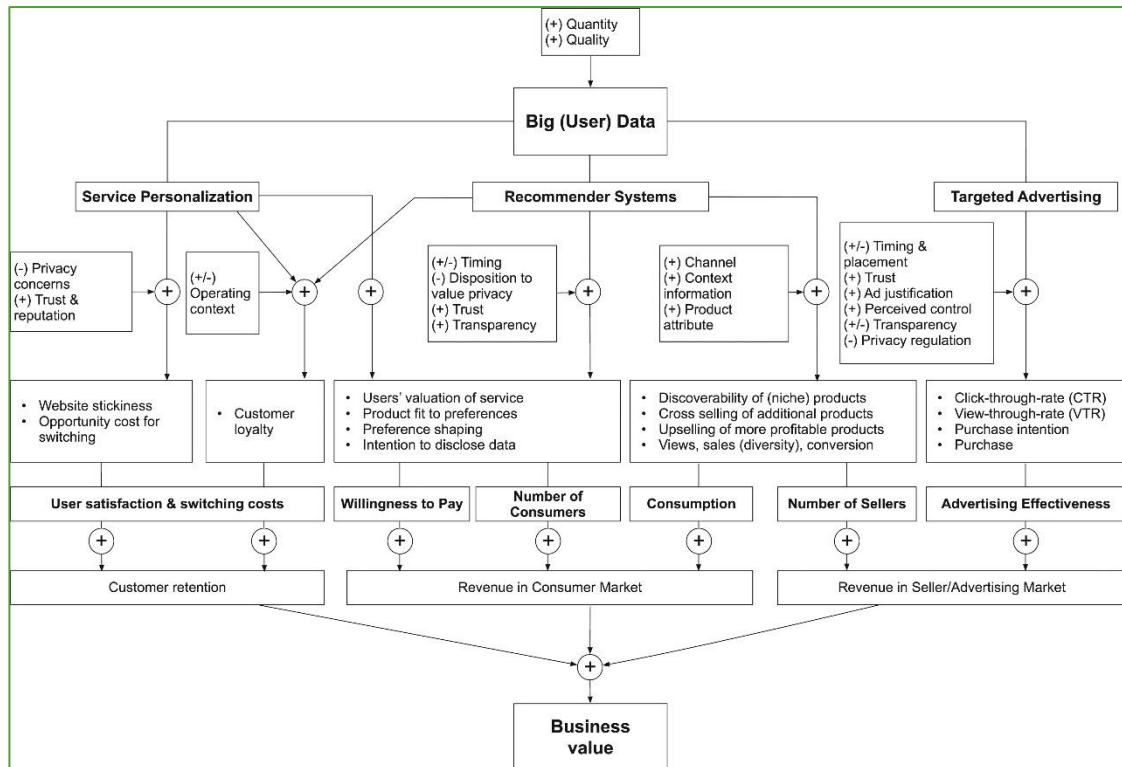 (+) Quantity
(+) Quality
Big (User) Data
Service Personalization
Recommender Systems
Targeted Advertising
(-) Privacy
concerns
(+) Trust &
reputation
+
(+/-)
Operating
context
+
+
(+/-) Timing
(-) Disposition to
value privacy
(+) Trust
(+) Transparency
+
(+) Channel
(+) Context
information
(+) Product
attribute
+
(+/-) Timing &
placement
(+) Trust
(+) Ad justification
(+) Perceived control
(+/-) Transparency
(-) Privacy regulation
+
• Website stickiness
• Opportunity cost for
switching
• Customer
loyalty
• Users' valuation of service
• Product fit to preferences
• Preference shaping
• Intention to disclose data
• Discoverability of (niche) products
• Cross selling of additional products
• Upselling of more profitable products
• Views, sales (diversity), conversion
• Click-through-rate (CTR)
• View-through-rate (VTR)
• Purchase intention
• Purchase
User satisfaction & switching costs
Willingness to Pay
Number of
Consumers
Consumption
Number of Sellers
Advertising Effectiveness
+
+
+
+
+
+
+
Customer retention
Revenue in Consumer Market
Revenue in Seller/Advertising Market
+
Business
value